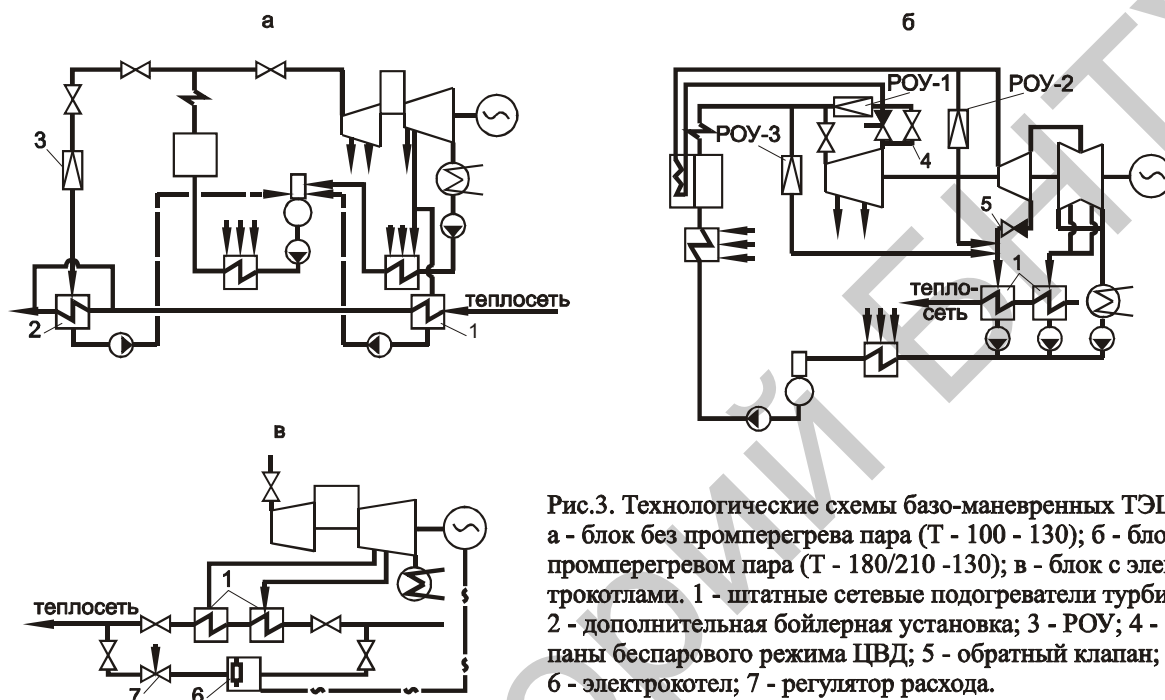 а
б
3
2
теплосеть
1
РОУ-1
РОУ-2
РОУ-3
4
5
1
тепло-
сеть
в
1
теплосеть
7
6
Рис.3. Технологические схемы базо-маневренных ТЭЦ
а - блок без промперегрева пара (Т - 100 - 130); б - бло
промперегревом пара (Т - 180/210 -130); в - блок с эле
трокотлами. 1 - штатные сетевые подогреватели турби
2 - дополнительная бойлерная установка; 3 - РОУ; 4 -
паны беспарового режима ЦВД; 5 - обратный клапан;
6 - электрокотел; 7 - регулятор расхода.